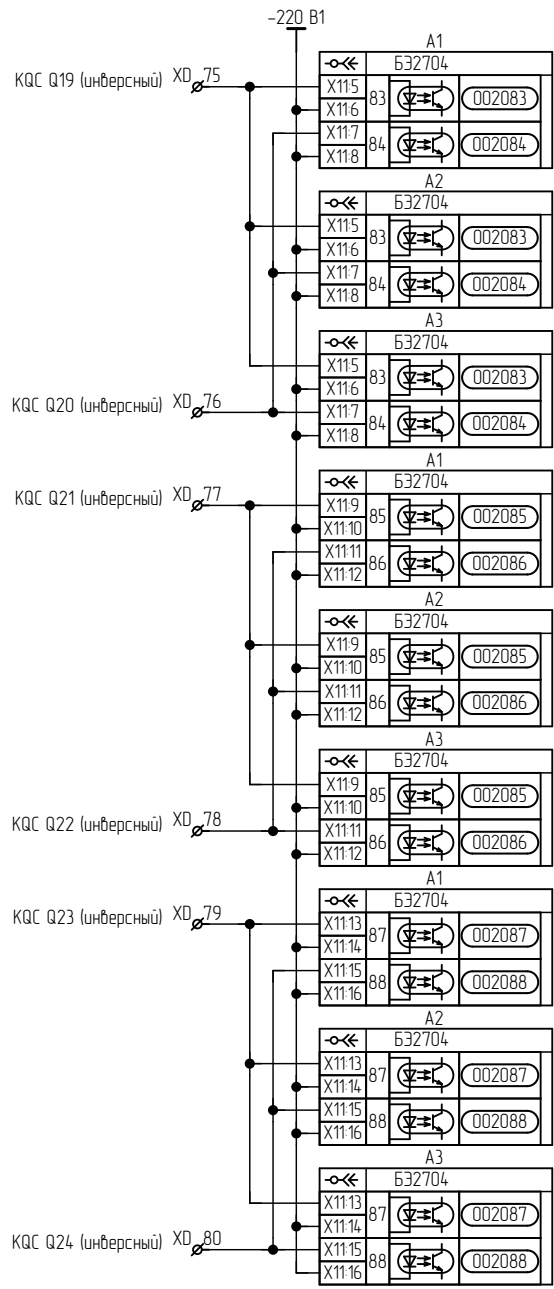 -220 В1
A1
БЭ2704
KQC Q19 (инверсный) XD 75
X11:5 83 002083
X11:6
X11:7 84 002084
X11:8
A2
БЭ2704
X11:5 83 002083
X11:6
X11:7 84 002084
X11:8
A3
БЭ2704
X11:5 83 002083
X11:6
KQC Q20 (инверсный) XD 76
X11:7 84 002084
X11:8
A1
БЭ2704
KQC Q21 (инверсный) XD 77
X11:9 85 002085
X11:10
X11:11 86 002086
X11:12
A2
БЭ2704
X11:9 85 002085
X11:10
X11:11 86 002086
X11:12
A3
БЭ2704
X11:9 85 002085
X11:10
KQC Q22 (инверсный) XD 78
X11:11 86 002086
X11:12
A1
БЭ2704
KQC Q23 (инверсный) XD 79
X11:13 87 002087
X11:14
X11:15 88 002088
X11:16
A2
БЭ2704
X11:13 87 002087
X11:14
X11:15 88 002088
X11:16
A3
БЭ2704
X11:13 87 002087
X11:14
KQC Q24 (инверсный) XD 80
X11:15 88 002088
X11:16